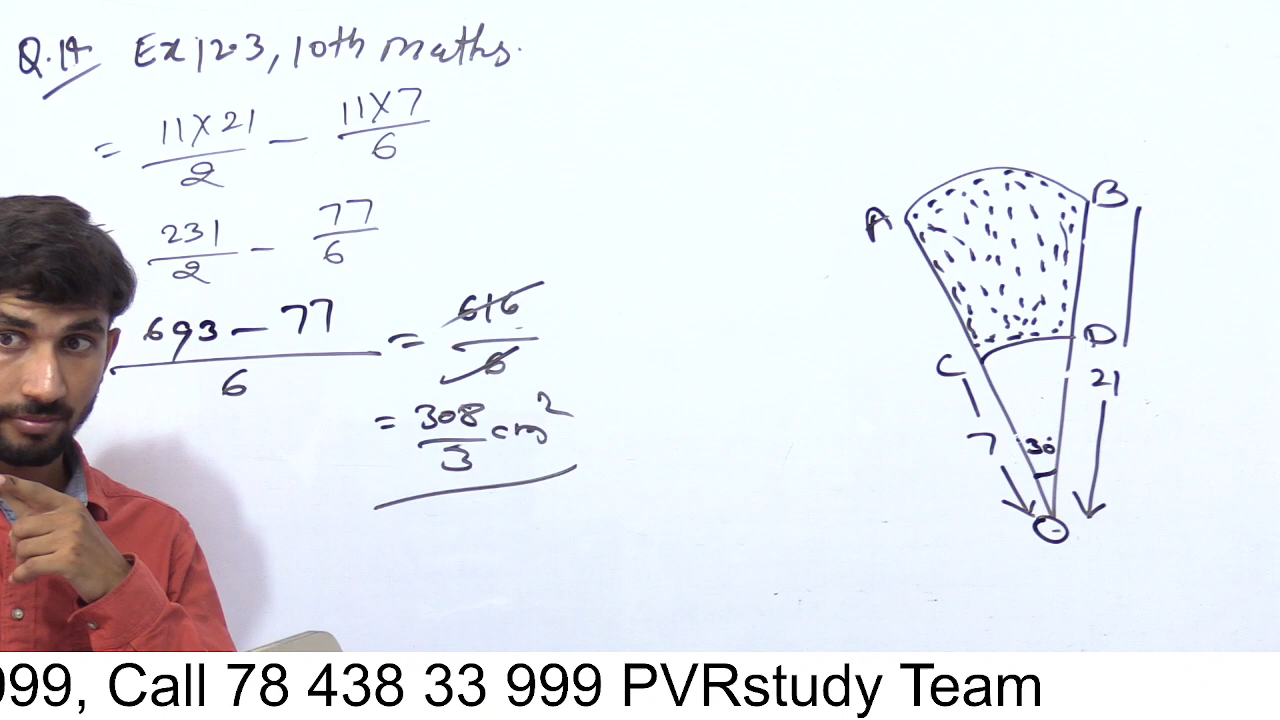 Q.14 Ex 12.3, 10th maths.
= 11×21/2 − 11×7/6
= 231/2 − 77/6
693 − 77/6 = 616/6
= 308/3 cm²
A
B
C
D
7
30°
21
O
999, Call 78 438 33 999 PVRstudy Team